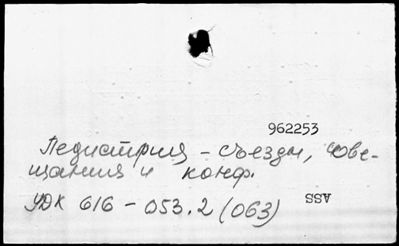 962253
Педиатрия - съезды, сове-
щания и конф.
УДК 616-053.2 (063)
ASS